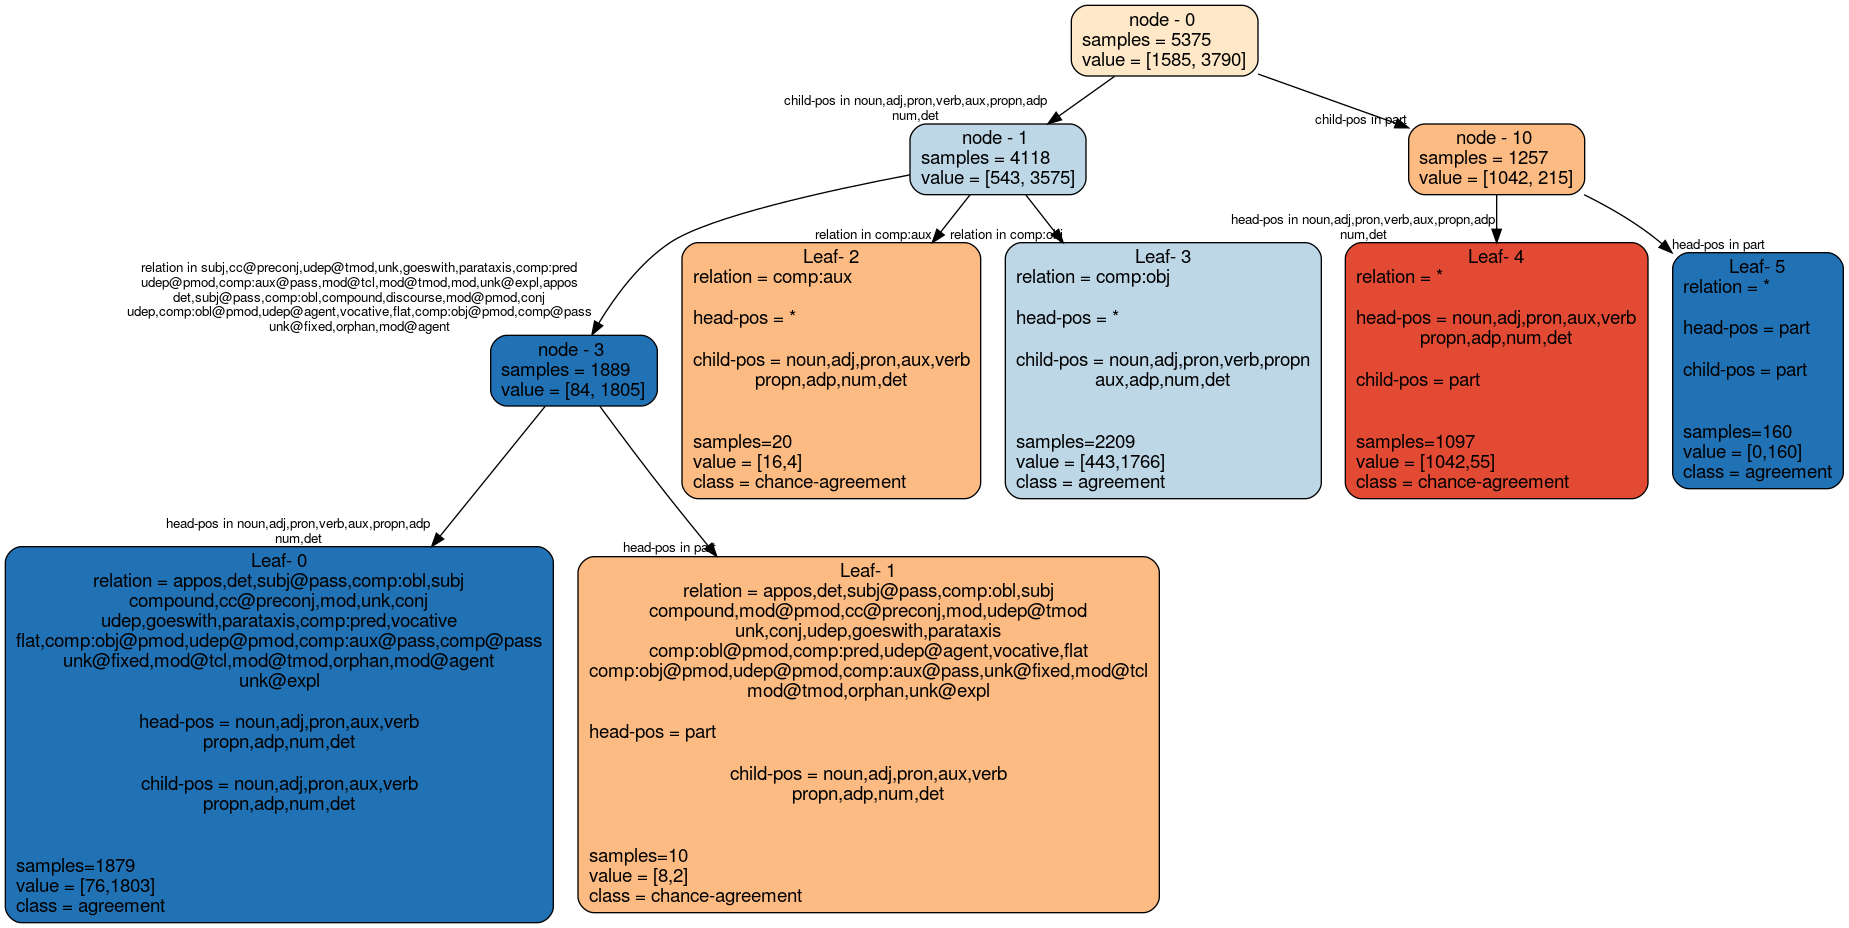 node - 0
samples = 5375
value = [1585, 3790]
child-pos in noun,adj,pron,verb,aux,propn,adp
num,det
child-pos in part
node - 1
samples = 4118
value = [543, 3575]
node - 10
samples = 1257
value = [1042, 215]
relation in subj,cc@preconj,udep@tmod,unk,goeswith,parataxis,comp:pred
udep@pmod,comp:aux@pass,mod@tcl,mod@tmod,mod,unk@expl,appos
det,subj@pass,comp:obl,compound,discourse,mod@pmod,conj
udep,comp:obl@pmod,udep@agent,vocative,flat,comp:obj@pmod,comp@pass
unk@fixed,orphan,mod@agent
relation in comp:aux
relation in comp:obj
head-pos in noun,adj,pron,verb,aux,propn,adp
num,det
head-pos in part
node - 3
samples = 1889
value = [84, 1805]
Leaf- 2
relation = comp:aux
head-pos = *
child-pos = noun,adj,pron,aux,verb
propn,adp,num,det
samples=20
value = [16,4]
class = chance-agreement
Leaf- 3
relation = comp:obj
head-pos = *
child-pos = noun,adj,pron,verb,propn
aux,adp,num,det
samples=2209
value = [443,1766]
class = agreement
Leaf- 4
relation = *
head-pos = noun,adj,pron,aux,verb
propn,adp,num,det
child-pos = part
samples=1097
value = [1042,55]
class = chance-agreement
Leaf- 5
relation = *
head-pos = part
child-pos = part
samples=160
value = [0,160]
class = agreement
head-pos in noun,adj,pron,verb,aux,propn,adp
num,det
head-pos in part
Leaf- 0
relation = appos,det,subj@pass,comp:obl,subj
compound,cc@preconj,mod,unk,conj
udep,goeswith,parataxis,comp:pred,vocative
flat,comp:obj@pmod,udep@pmod,comp:aux@pass,comp@pass
unk@fixed,mod@tcl,mod@tmod,orphan,mod@agent
unk@expl
head-pos = noun,adj,pron,aux,verb
propn,adp,num,det
child-pos = noun,adj,pron,aux,verb
propn,adp,num,det
samples=1879
value = [76,1803]
class = agreement
Leaf- 1
relation = appos,det,subj@pass,comp:obl,subj
compound,mod@pmod,cc@preconj,mod,udep@tmod
unk,conj,udep,goeswith,parataxis
comp:obl@pmod,comp:pred,udep@agent,vocative,flat
comp:obj@pmod,udep@pmod,comp:aux@pass,unk@fixed,mod@tcl
mod@tmod,orphan,unk@expl
head-pos = part
child-pos = noun,adj,pron,aux,verb
propn,adp,num,det
samples=10
value = [8,2]
class = chance-agreement